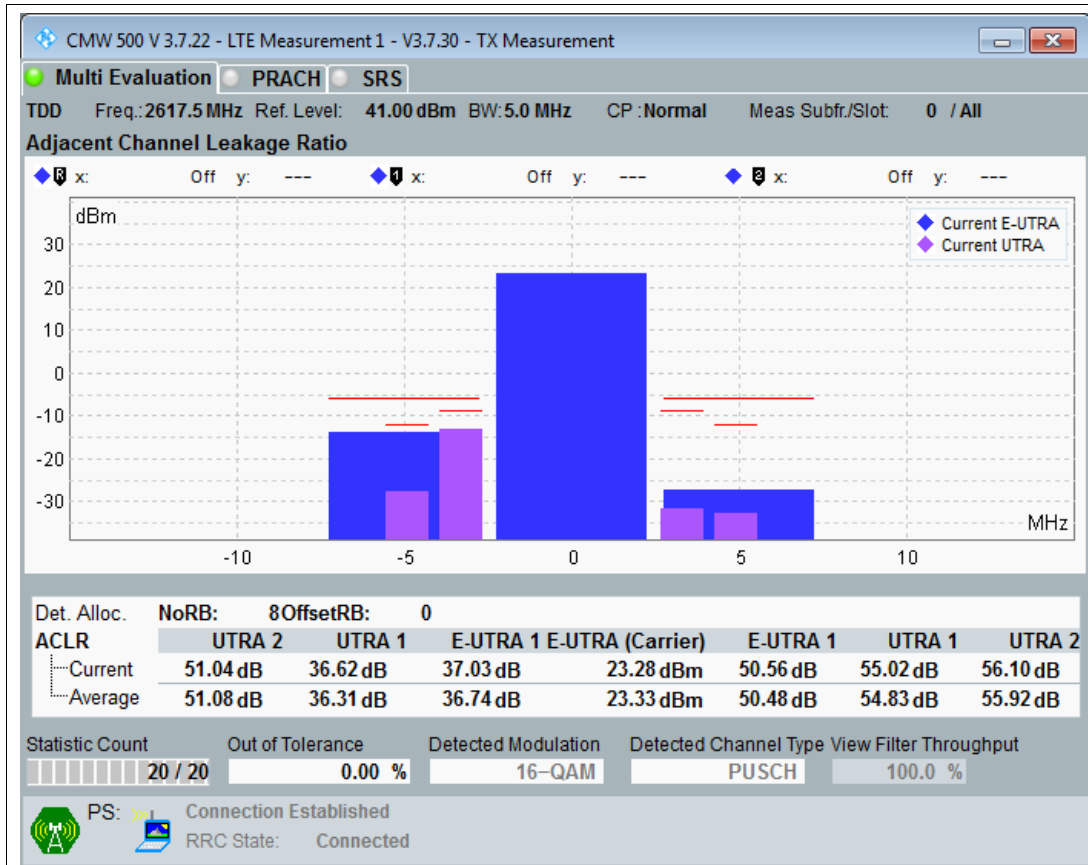 CMW 500 V 3.7.22 - LTE Measurement 1 - V3.7.30 - TX Measurement
Multi Evaluation PRACH SRS
TDD Freq.: 2617.5 MHz Ref. Level: 41.00 dBm BW: 5.0 MHz CP : Normal Meas Subfr./Slot: 0 / All
Adjacent Channel Leakage Ratio
R x: Off y: --- 1 x: Off y: --- 2 x: Off y: ---
dBm
Current E-UTRA
Current UTRA
30
20
10
0
-10
-20
-30
MHz
-10 -5 0 5 10
Det. Alloc. NoRB: 8 OffsetRB: 0
ACLR UTRA 2 UTRA 1 E-UTRA 1 E-UTRA (Carrier) E-UTRA 1 UTRA 1 UTRA 2
Current 51.04 dB 36.62 dB 37.03 dB 23.28 dBm 50.56 dB 55.02 dB 56.10 dB
Average 51.08 dB 36.31 dB 36.74 dB 23.33 dBm 50.48 dB 54.83 dB 55.92 dB
Statistic Count Out of Tolerance Detected Modulation Detected Channel Type View Filter Throughput
20 / 20 0.00 % 16-QAM PUSCH 100.0 %
PS: Connection Established
RRC State: Connected